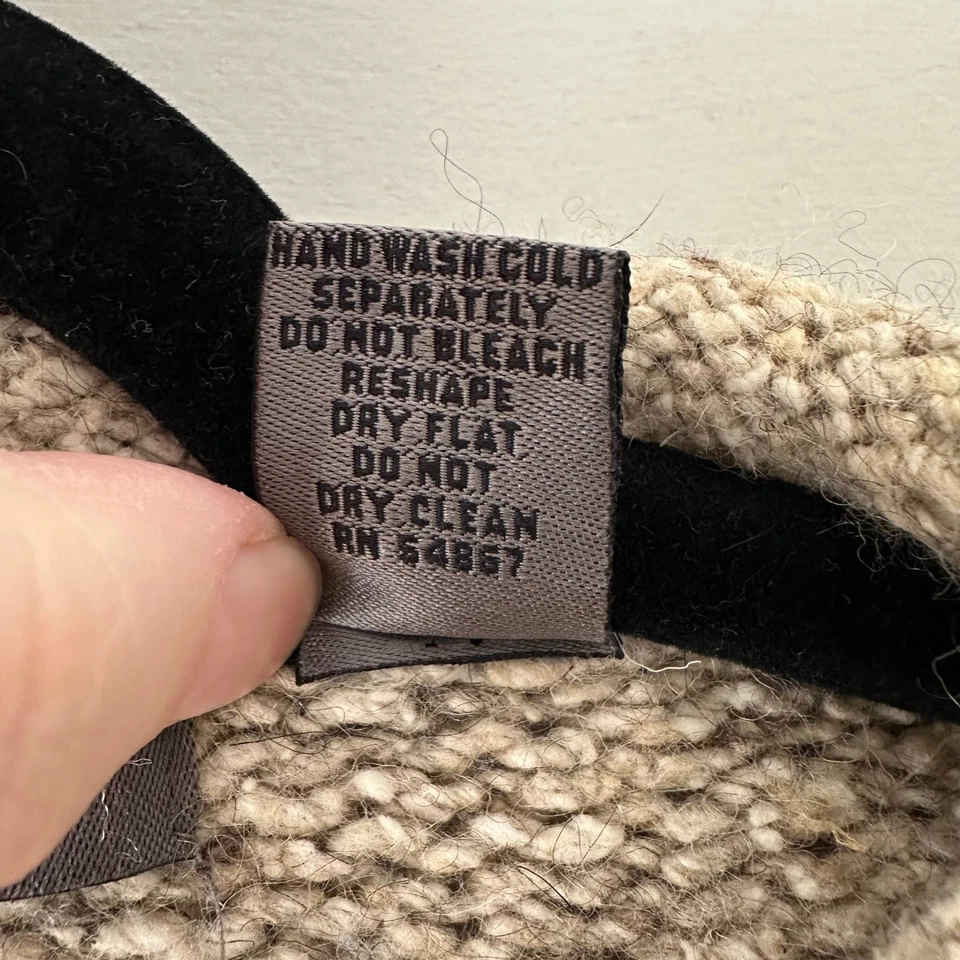 HAND WASH COLD
SEPARATELY
DO NOT BLEACH
RESHAPE
DRY FLAT
DO NOT
DRY CLEAN
RN 54867